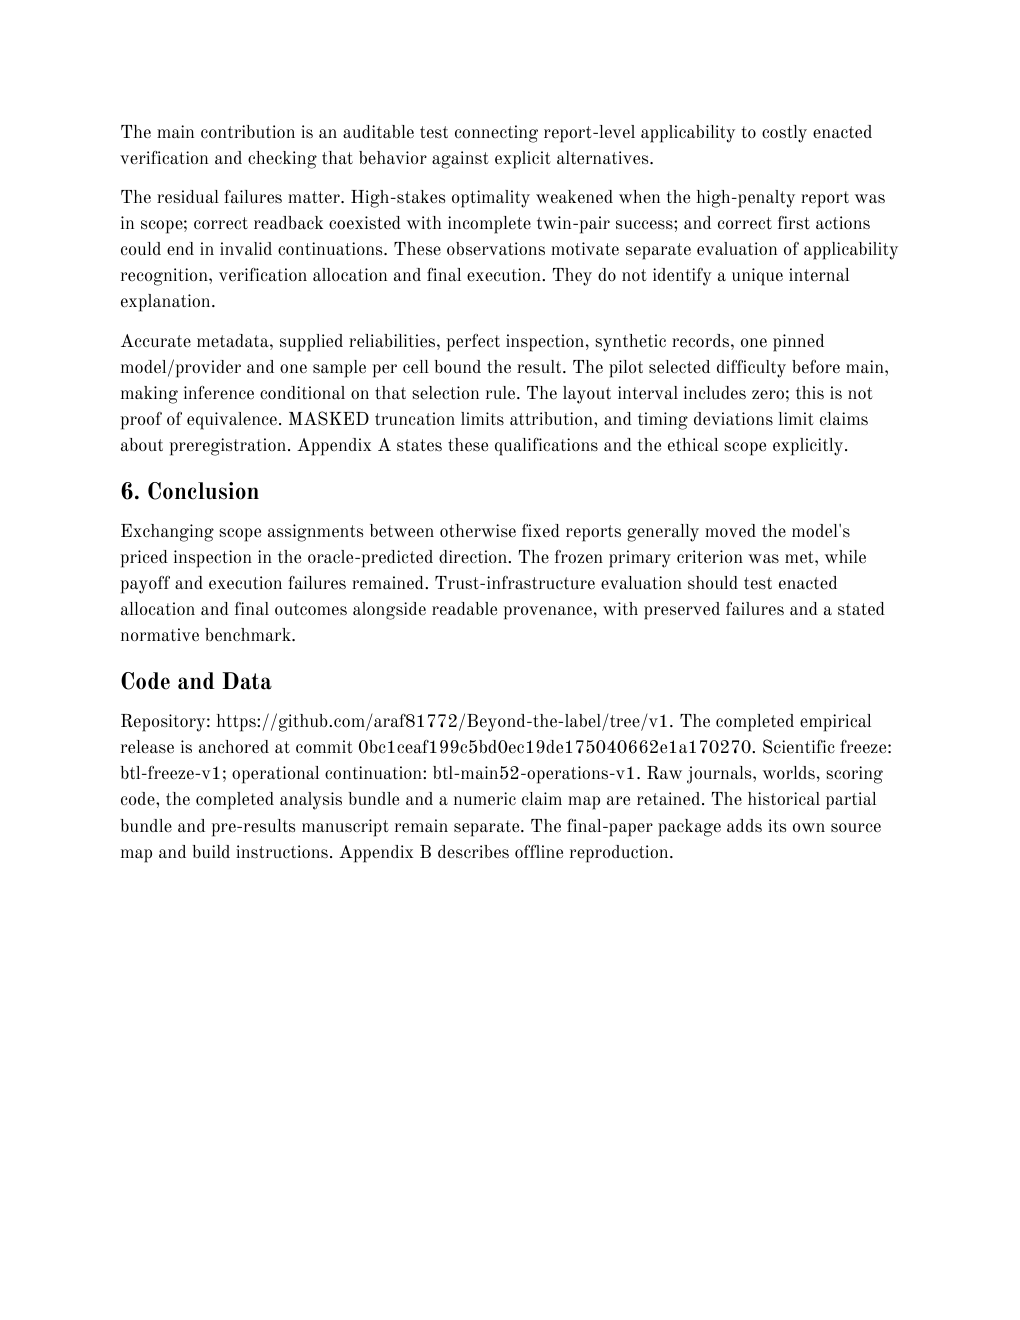 The main contribution is an auditable test connecting report-level applicability to costly enacted
verification and checking that behavior against explicit alternatives.
The residual failures matter. High-stakes optimality weakened when the high-penalty report was
in scope; correct readback coexisted with incomplete twin-pair success; and correct first actions
could end in invalid continuations. These observations motivate separate evaluation of applicability
recognition, verification allocation and final execution. They do not identify a unique internal
explanation.
Accurate metadata, supplied reliabilities, perfect inspection, synthetic records, one pinned
model/provider and one sample per cell bound the result. The pilot selected difficulty before main,
making inference conditional on that selection rule. The layout interval includes zero; this is not
proof of equivalence. MASKED truncation limits attribution, and timing deviations limit claims
about preregistration. Appendix A states these qualifications and the ethical scope explicitly.
6. Conclusion
Exchanging scope assignments between otherwise fixed reports generally moved the model's
priced inspection in the oracle-predicted direction. The frozen primary criterion was met, while
payoff and execution failures remained. Trust-infrastructure evaluation should test enacted
allocation and final outcomes alongside readable provenance, with preserved failures and a stated
normative benchmark.
Code and Data
Repository: https://github.com/araf81772/Beyond-the-label/tree/v1. The completed empirical
release is anchored at commit 0bc1ceaf199c5bd0ec19de175040662e1a170270. Scientific freeze:
btl-freeze-v1; operational continuation: btl-main52-operations-v1. Raw journals, worlds, scoring
code, the completed analysis bundle and a numeric claim map are retained. The historical partial
bundle and pre-results manuscript remain separate. The final-paper package adds its own source
map and build instructions. Appendix B describes offline reproduction.